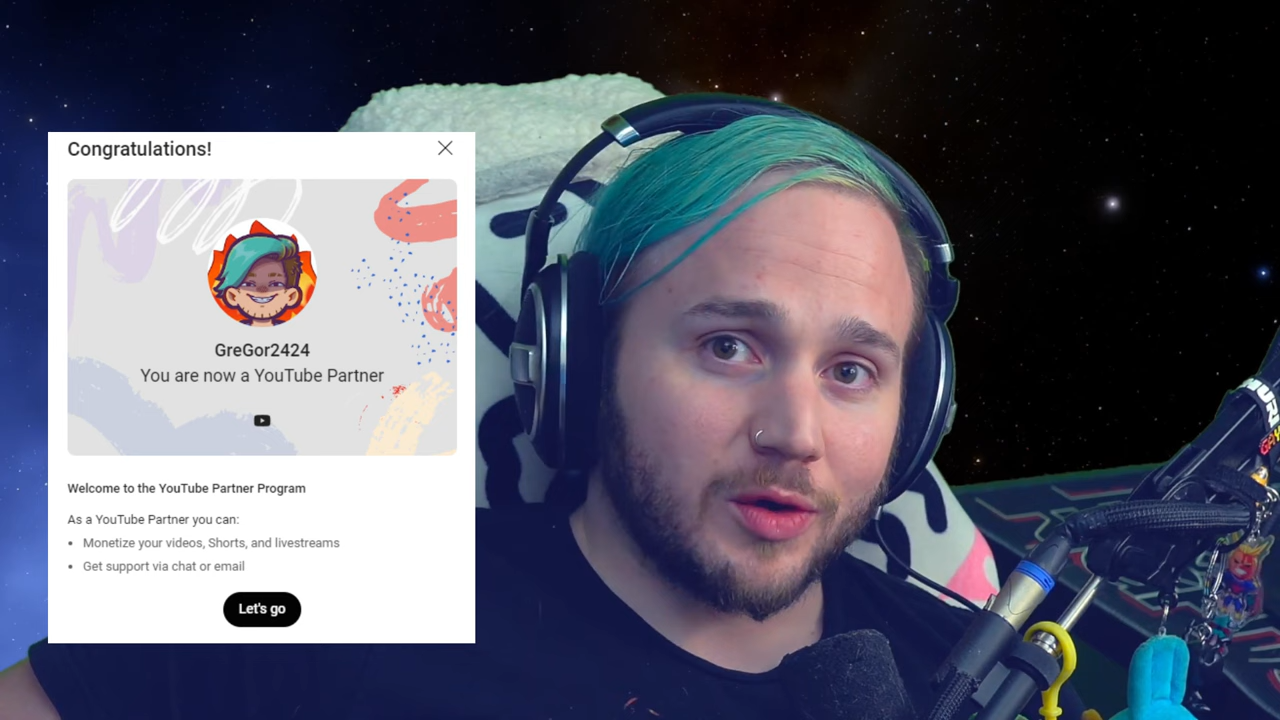 Congratulations!
GreGor2424
You are now a YouTube Partner
Welcome to the YouTube Partner Program
As a YouTube Partner you can:
• Monetize your videos, Shorts, and livestreams
• Get support via chat or email
Let's go